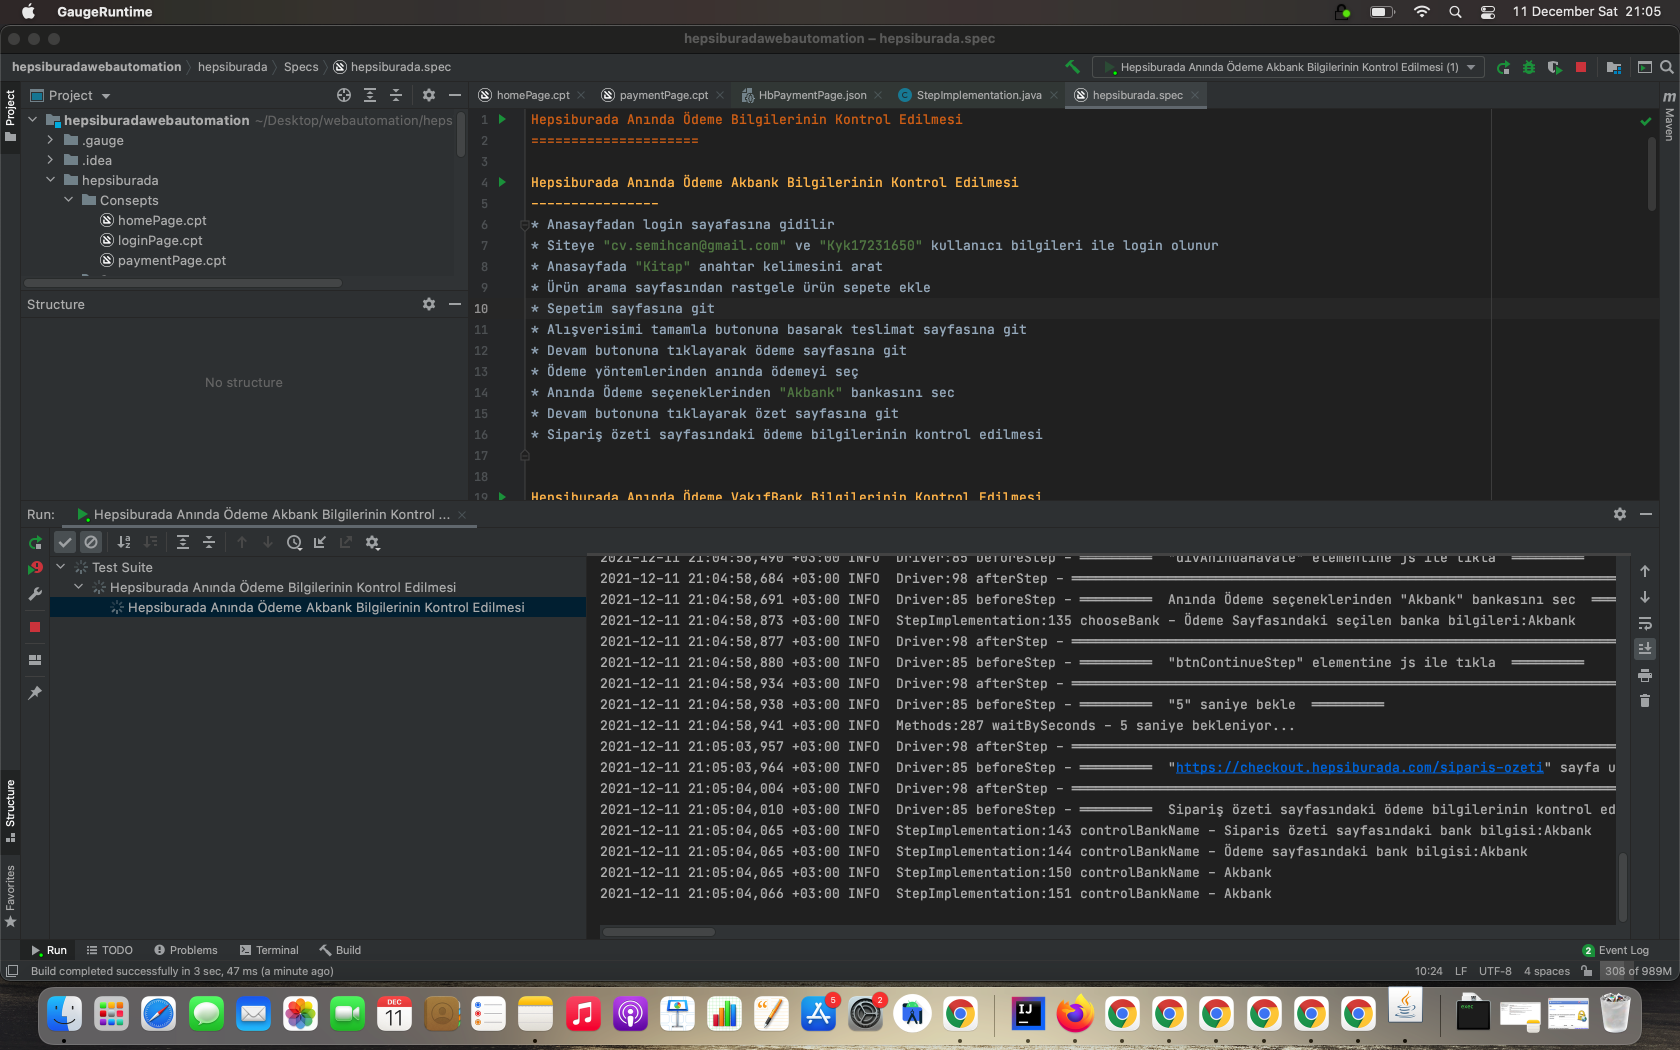 GaugeRuntime
11 December Sat 21:05
hepsiburadawebautomation – hepsiburada.spec
hepsiburadawebautomation
hepsiburada
Specs
hepsiburada.spec
Hepsiburada Anında Ödeme Akbank Bilgilerinin Kontrol Edilmesi (1)
Project
Project
homePage.cpt
paymentPage.cpt
HbPaymentPage.json
StepImplementation.java
hepsiburada.spec
Maven
hepsiburadawebautomation ~/Desktop/webautomation/heps
.gauge
.idea
hepsiburada
Consepts
homePage.cpt
loginPage.cpt
paymentPage.cpt
Structure
No structure
1 Hepsiburada Anında Ödeme Bilgilerinin Kontrol Edilmesi
2 =====================
3
4 Hepsiburada Anında Ödeme Akbank Bilgilerinin Kontrol Edilmesi
5 ----------------
6 * Anasayfadan login sayafasına gidilir
7 * Siteye "cv.semihcan@gmail.com" ve "Kyk17231650" kullanıcı bilgileri ile login olunur
8 * Anasayfada "Kitap" anahtar kelimesini arat
9 * Ürün arama sayfasından rastgele ürün sepete ekle
10 * Sepetim sayfasına git
11 * Alışverisimi tamamla butonuna basarak teslimat sayfasına git
12 * Devam butonuna tıklayarak ödeme sayfasına git
13 * Ödeme yöntemlerinden anında ödemeyi seç
14 * Anında Ödeme seçeneklerinden "Akbank" bankasını sec
15 * Devam butonuna tıklayarak özet sayfasına git
16 * Sipariş özeti sayfasındaki ödeme bilgilerinin kontrol edilmesi
17
18
19 Hepsiburada Anında Ödeme VakıfBank Bilgilerinin Kontrol Edilmesi
Run:
Hepsiburada Anında Ödeme Akbank Bilgilerinin Kontrol ...
Test Suite
Hepsiburada Anında Ödeme Bilgilerinin Kontrol Edilmesi
Hepsiburada Anında Ödeme Akbank Bilgilerinin Kontrol Edilmesi
2021-12-11 21:04:58,490 +03:00 INFO Driver:85 beforeStep - ═════════ "divAnindaHavale" elementine js ile tıkla ═════════
2021-12-11 21:04:58,684 +03:00 INFO Driver:98 afterStep - ═════════
2021-12-11 21:04:58,691 +03:00 INFO Driver:85 beforeStep - ═════════ Anında Ödeme seçeneklerinden "Akbank" bankasını sec ═══
2021-12-11 21:04:58,873 +03:00 INFO StepImplementation:135 chooseBank - Ödeme Sayfasındaki seçilen banka bilgileri:Akbank
2021-12-11 21:04:58,877 +03:00 INFO Driver:98 afterStep - ═════════
2021-12-11 21:04:58,880 +03:00 INFO Driver:85 beforeStep - ═════════ "btnContinueStep" elementine js ile tıkla ═════════
2021-12-11 21:04:58,934 +03:00 INFO Driver:98 afterStep - ═════════
2021-12-11 21:04:58,938 +03:00 INFO Driver:85 beforeStep - ═════════ "5" saniye bekle ═════════
2021-12-11 21:04:58,941 +03:00 INFO Methods:287 waitBySeconds - 5 saniye bekleniyor...
2021-12-11 21:05:03,957 +03:00 INFO Driver:98 afterStep - ═════════
2021-12-11 21:05:03,964 +03:00 INFO Driver:85 beforeStep - ═════════ "https://checkout.hepsiburada.com/siparis-ozeti" sayfa u
2021-12-11 21:05:04,004 +03:00 INFO Driver:98 afterStep - ═════════
2021-12-11 21:05:04,010 +03:00 INFO Driver:85 beforeStep - ═════════ Sipariş özeti sayfasındaki ödeme bilgilerinin kontrol ed
2021-12-11 21:05:04,065 +03:00 INFO StepImplementation:143 controlBankName - Siparis özeti sayfasındaki bank bilgisi:Akbank
2021-12-11 21:05:04,065 +03:00 INFO StepImplementation:144 controlBankName - Ödeme sayfasındaki bank bilgisi:Akbank
2021-12-11 21:05:04,065 +03:00 INFO StepImplementation:150 controlBankName - Akbank
2021-12-11 21:05:04,066 +03:00 INFO StepImplementation:151 controlBankName - Akbank
Structure
Favorites
Run
TODO
Problems
Terminal
Build
2 Event Log
Build completed successfully in 3 sec, 47 ms (a minute ago)
10:24 LF UTF-8 4 spaces 308 of 989M
DEC
11
5
2
IJ